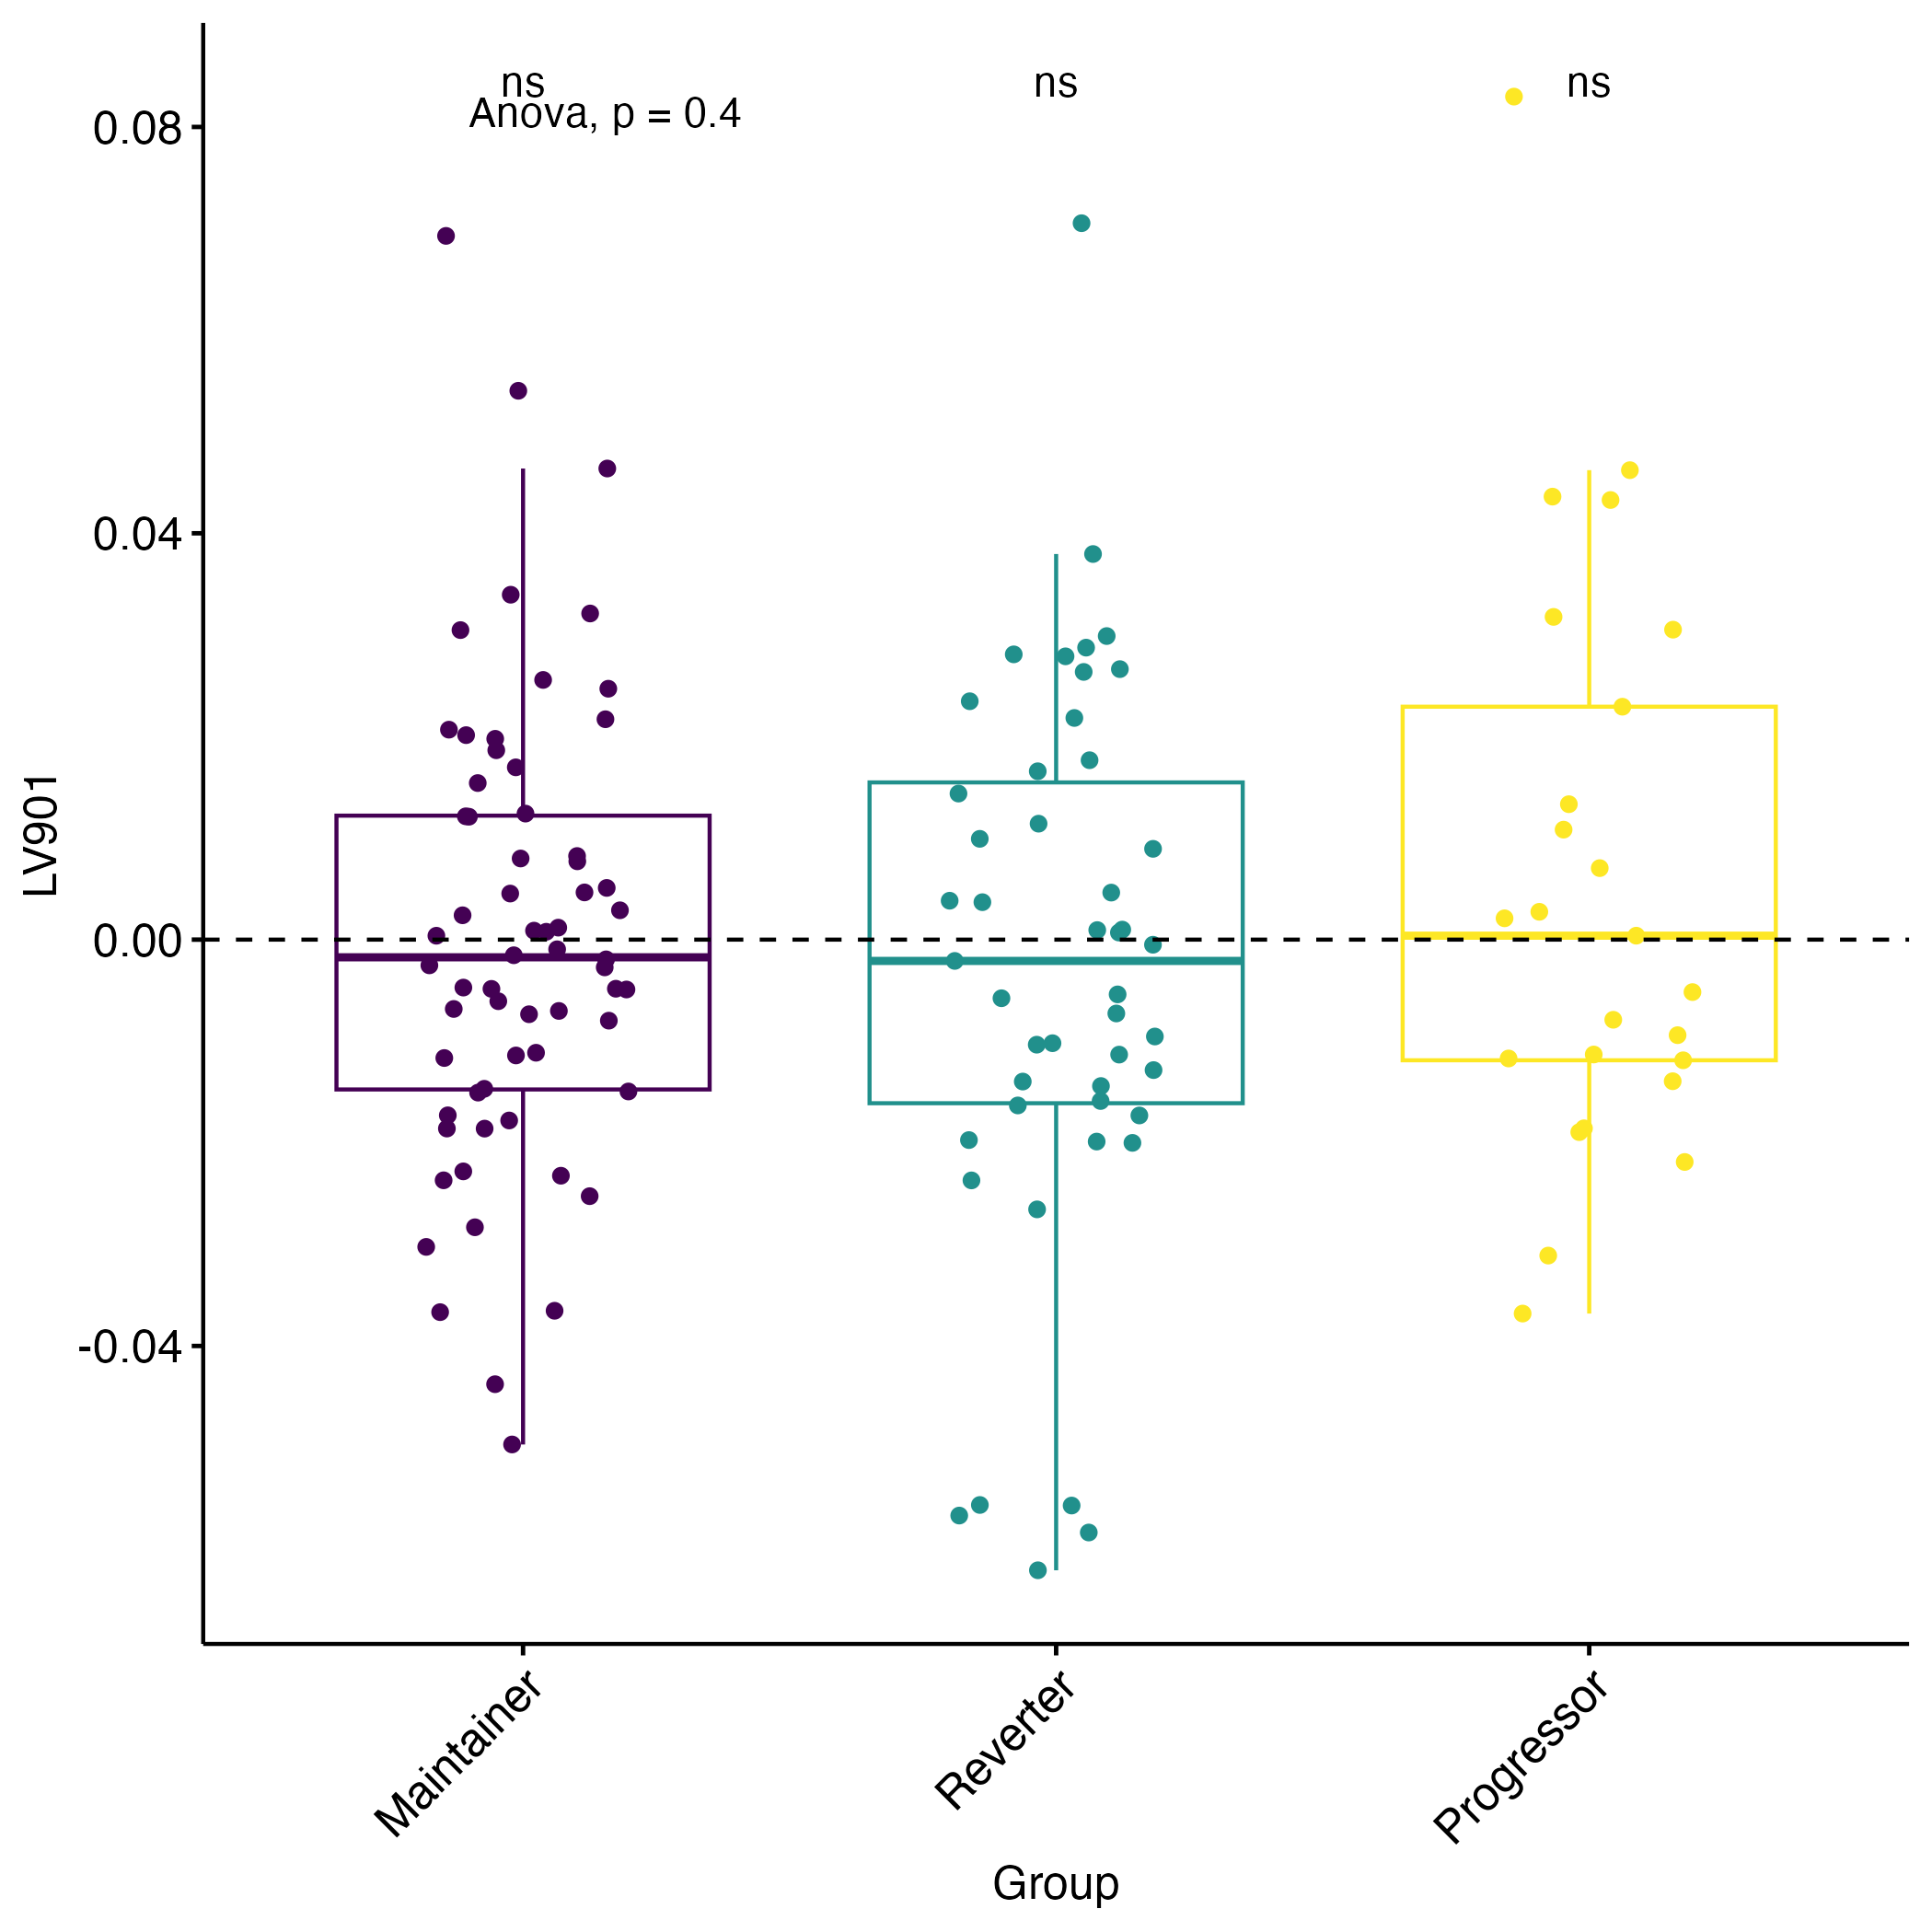 ns ns ns
Anova, p = 0.4
0.08
0.04
0.00
-0.04
LV901
Maintainer Reverter Progressor
Group